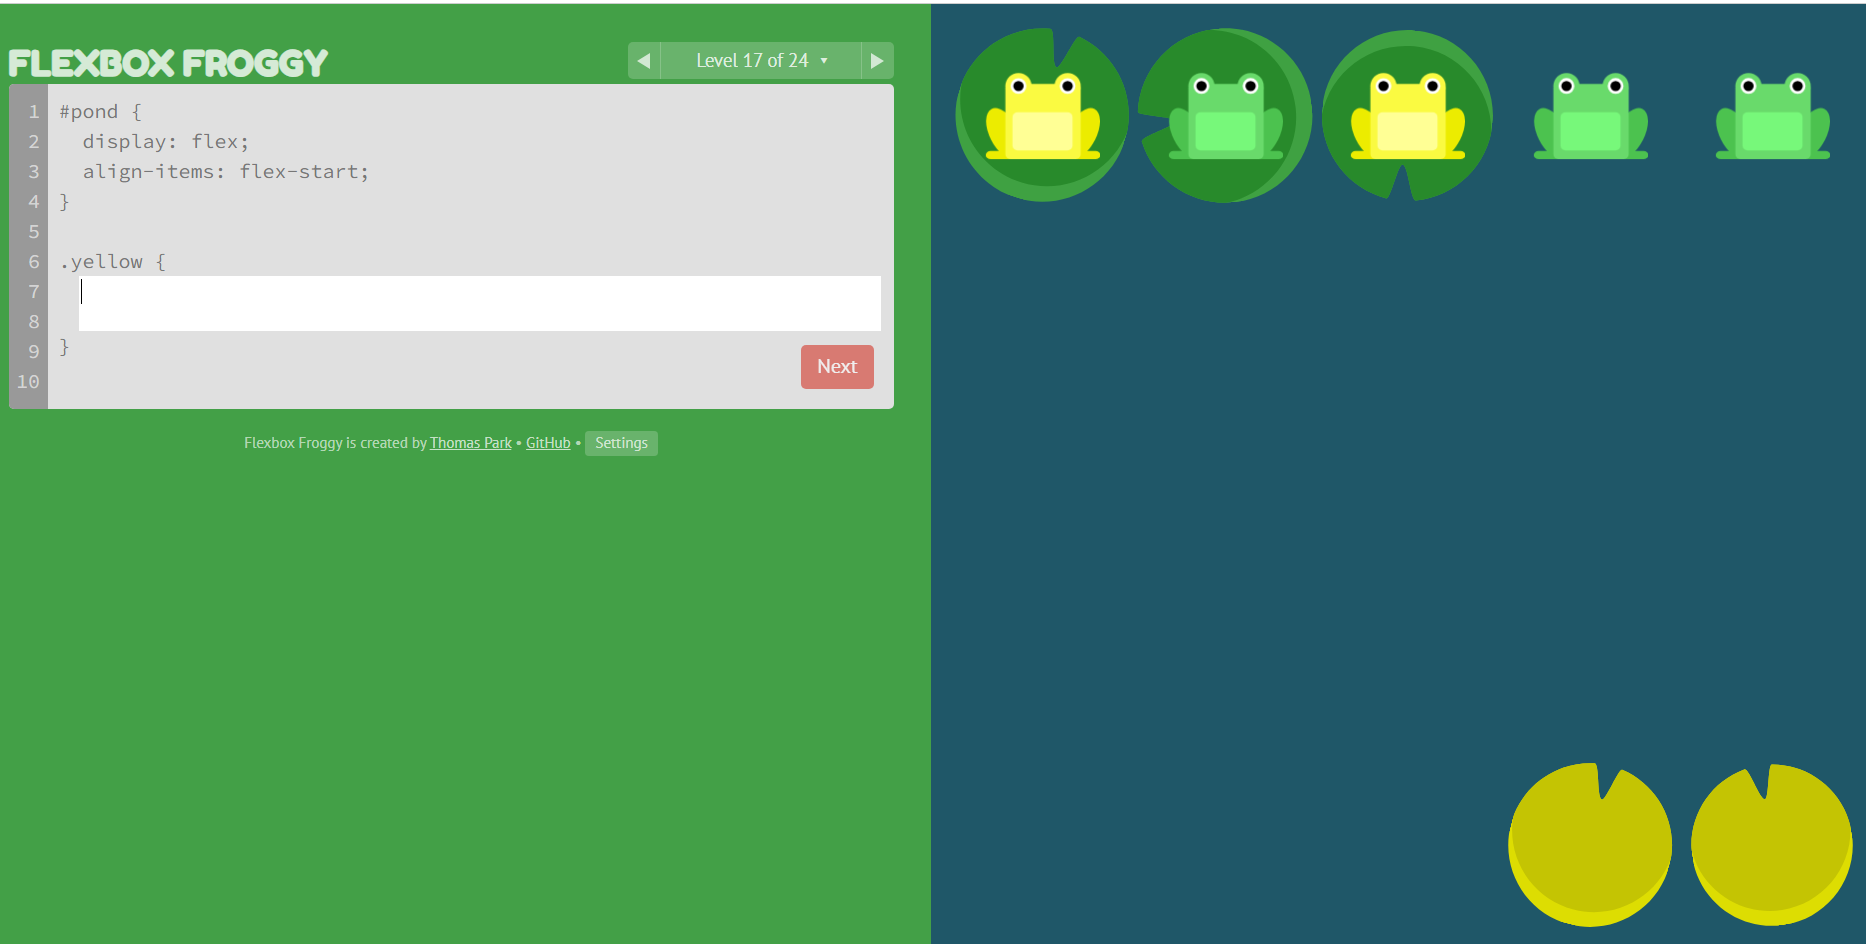 FLEXBOX FROGGY
◀ Level 17 of 24 ▼ ▶
1 #pond {
2 display: flex;
3 align-items: flex-start;
4 }
5
6 .yellow {
7
8
9 }
10
Next
Flexbox Froggy is created by Thomas Park • GitHub • Settings